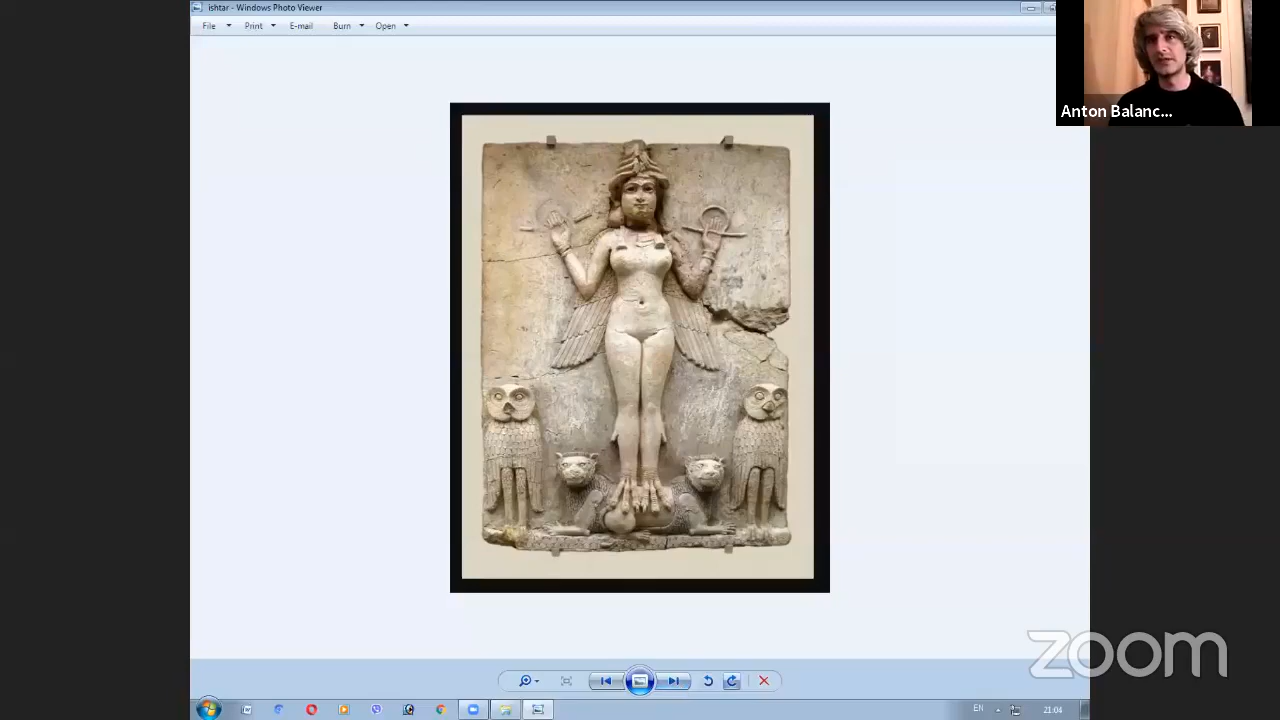 ishtar - Windows Photo Viewer
File Print E-mail Burn Open
Anton Balanc...
zoom
EN 21:04